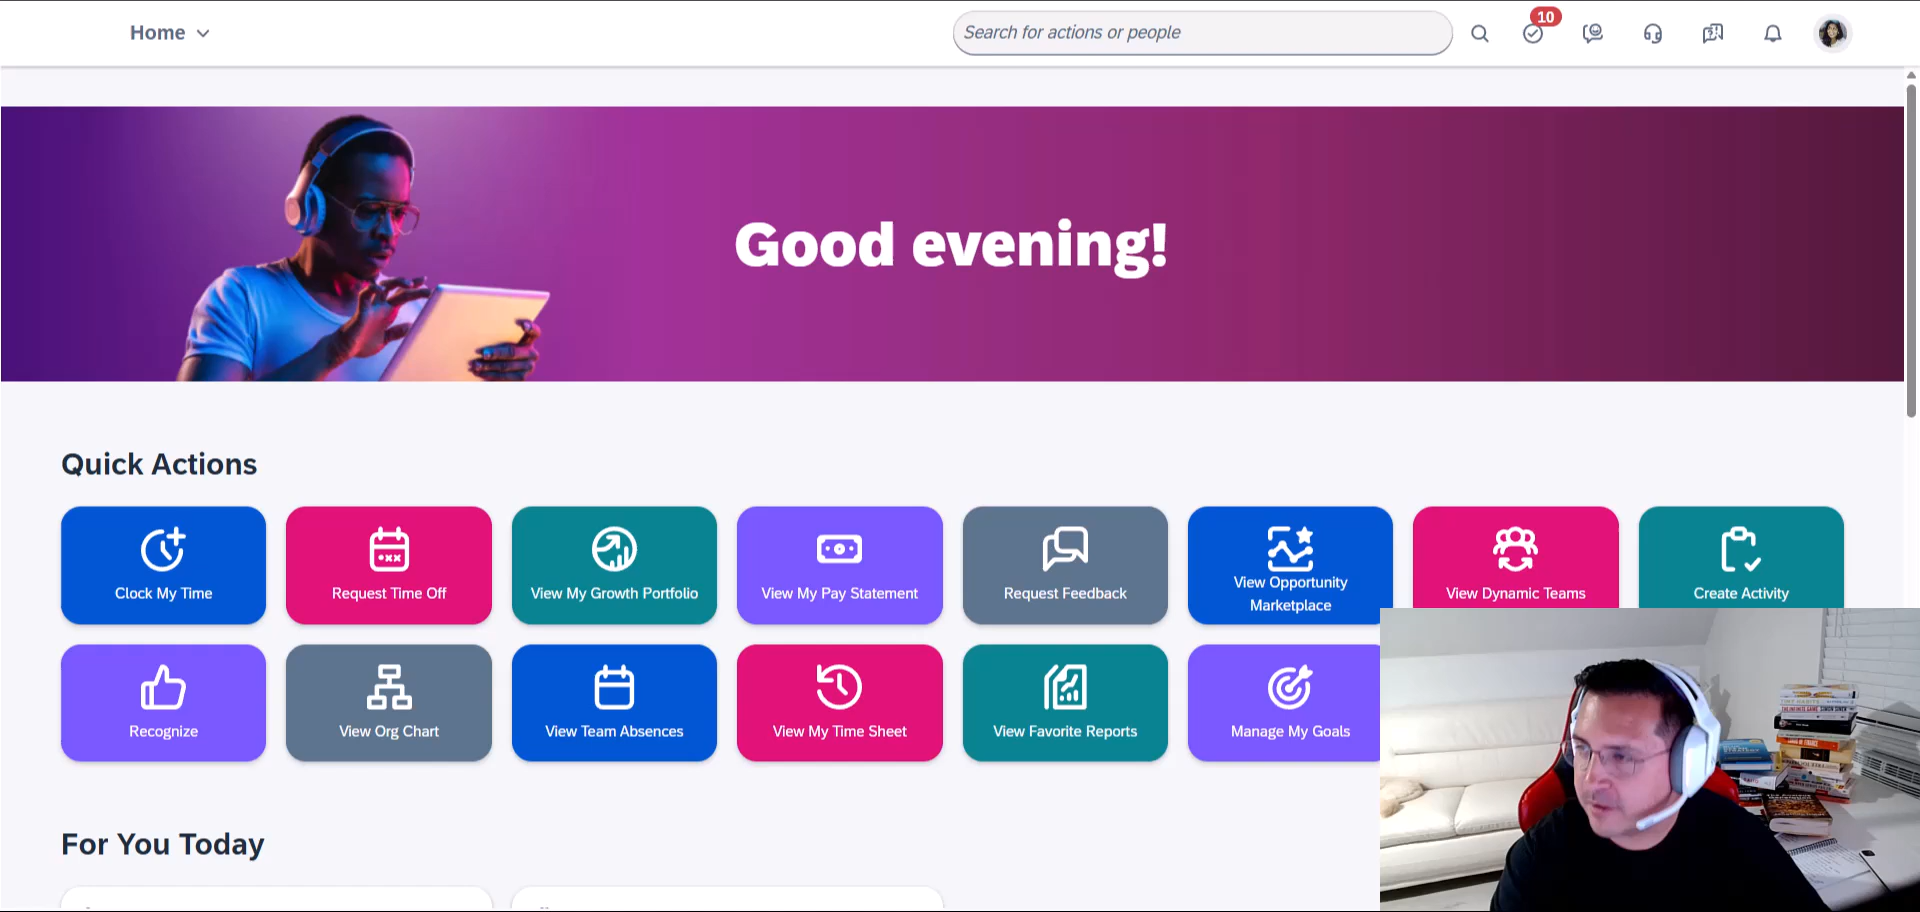 Home
Search for actions or people
10
Good evening!
Quick Actions
Clock My Time
Request Time Off
View My Growth Portfolio
View My Pay Statement
Request Feedback
View Opportunity
Marketplace
View Dynamic Teams
Create Activity
Recognize
View Org Chart
View Team Absences
View My Time Sheet
View Favorite Reports
Manage My Goals
For You Today